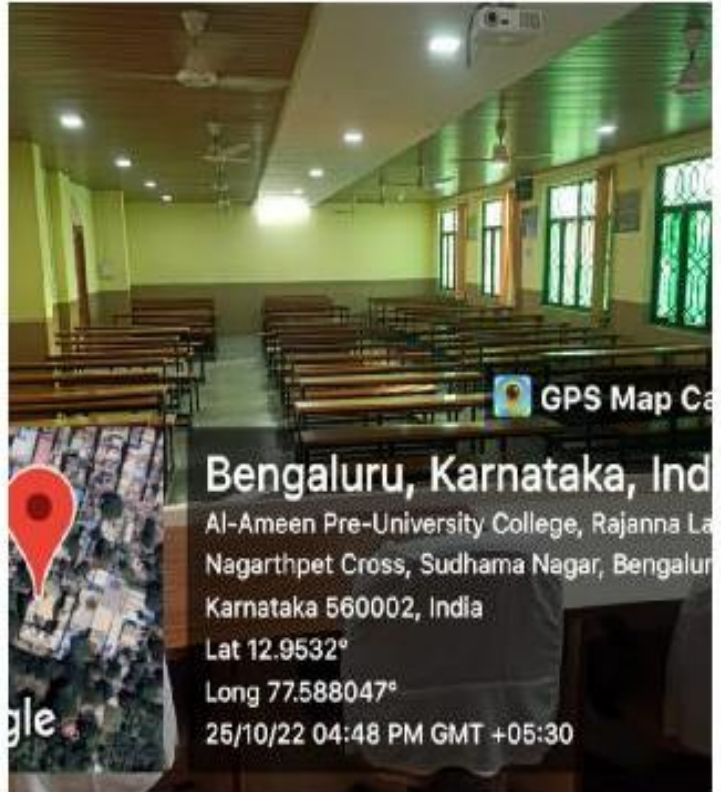 GPS Map Ca
Bengaluru, Karnataka, Ind
Al-Ameen Pre-University College, Rajanna La
Nagarthpet Cross, Sudhama Nagar, Bengalur
Karnataka 560002, India
Lat 12.9532°
Long 77.588047°
25/10/22 04:48 PM GMT +05:30
gle